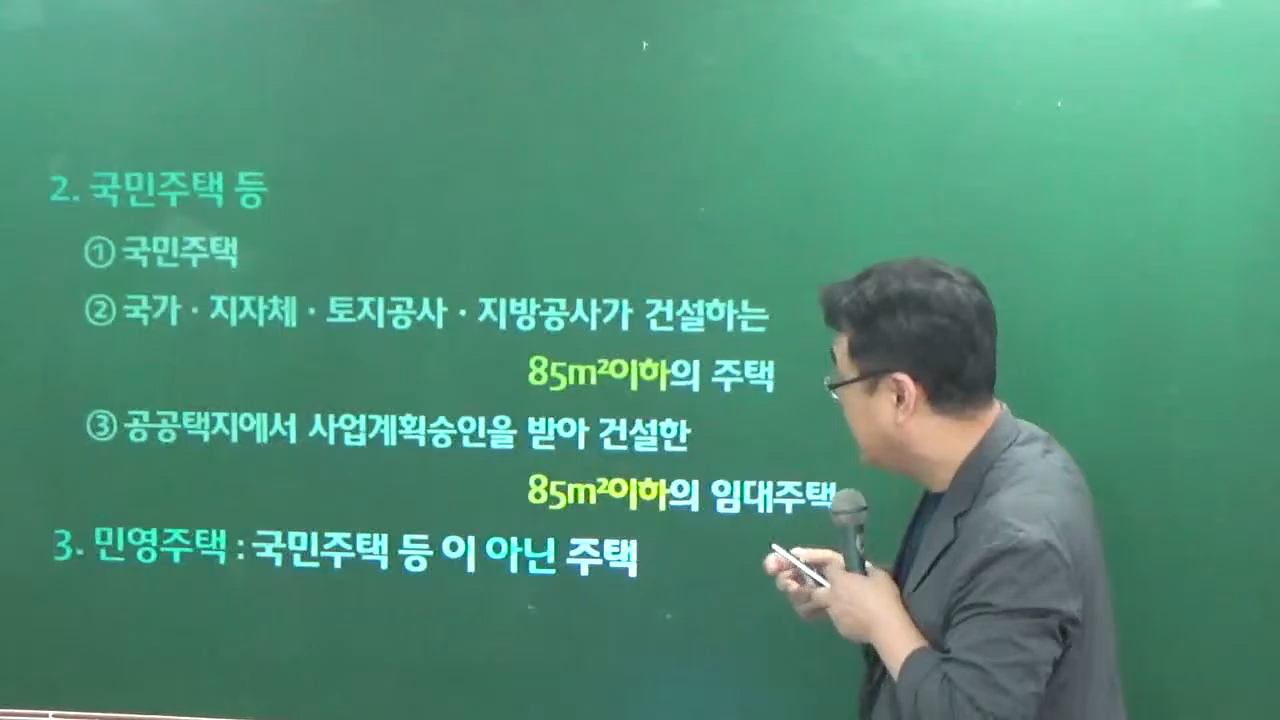 2. 국민주택 등
① 국민주택
② 국가 · 지자체 · 토지공사 · 지방공사가 건설하는
85m²이하의 주택
③ 공공택지에서 사업계획승인을 받아 건설한
85m²이하의 임대주택
3. 민영주택 : 국민주택 등 이 아닌 주택